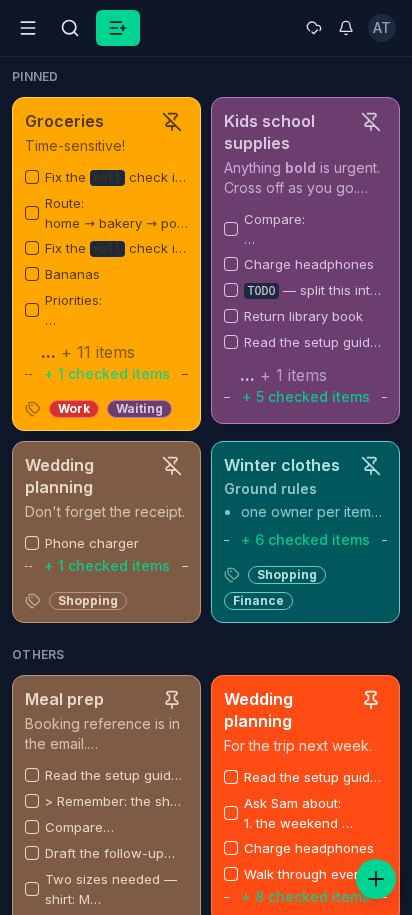 AT
PINNED
Groceries
Time-sensitive!
Fix the null check i…
Route:
home → bakery → po…
Fix the null check i…
Bananas
Priorities:
…
… + 11 items
+ 1 checked items
Work
Waiting
Kids school
supplies
Anything bold is urgent.
Cross off as you go.…
Compare:
…
Charge headphones
TODO — split this int…
Return library book
Read the setup guid…
… + 1 items
+ 5 checked items
Wedding
planning
Don't forget the receipt.
Phone charger
+ 1 checked items
Shopping
Winter clothes
Ground rules
• one owner per item…
+ 6 checked items
Shopping
Finance
OTHERS
Meal prep
Booking reference is in
the email.…
Read the setup guid…
> Remember: the sh…
Compare…
Draft the follow-up…
Two sizes needed —
shirt: M…
Wedding
planning
For the trip next week.
Read the setup guid…
Ask Sam about:
1. the weekend …
Charge headphones
Walk through
+ 8 checked items